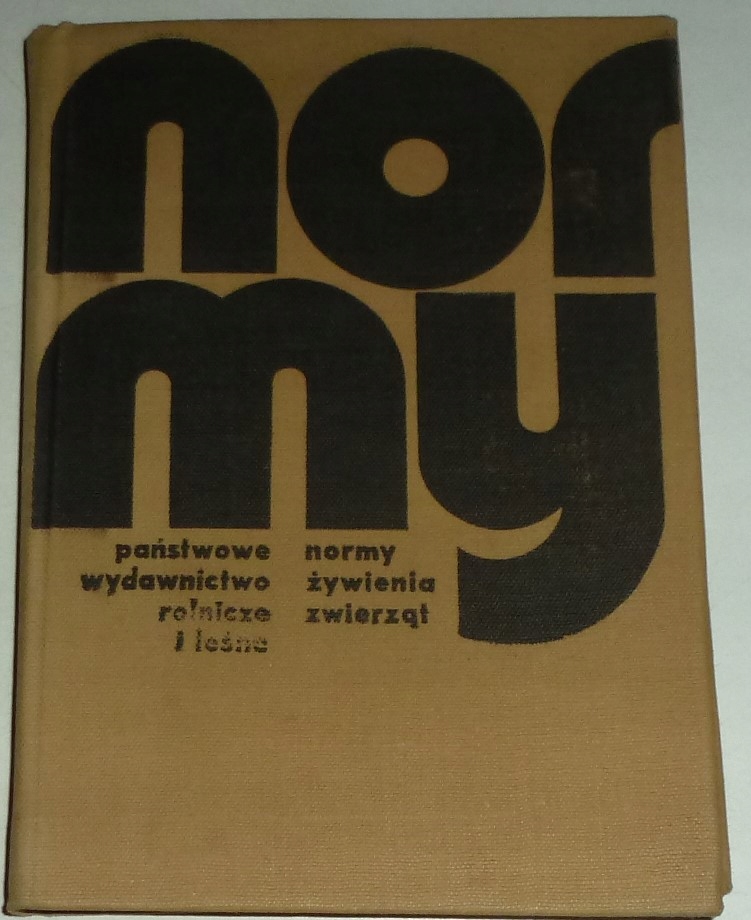 nor
my
państwowe
wydawnictwo
rolnicze
i leśne
normy
żywienia
zwierząt